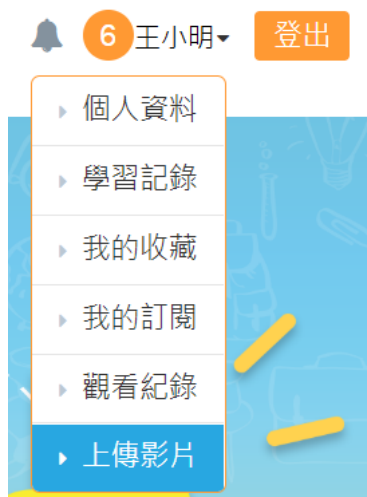 6 王小明 登出
個人資料
學習記錄
我的收藏
我的訂閱
觀看紀錄
上傳影片